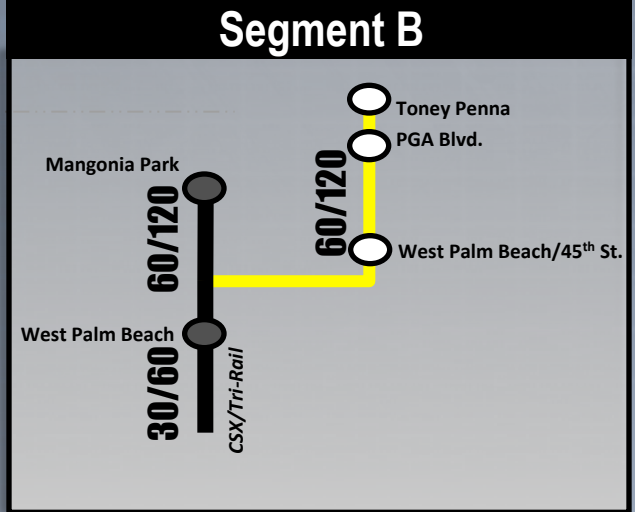 Segment B
Toney Penna
PGA Blvd.
Mangonia Park
60/120
60/120
West Palm Beach/45th St.
West Palm Beach
30/60
CSX/Tri-Rail